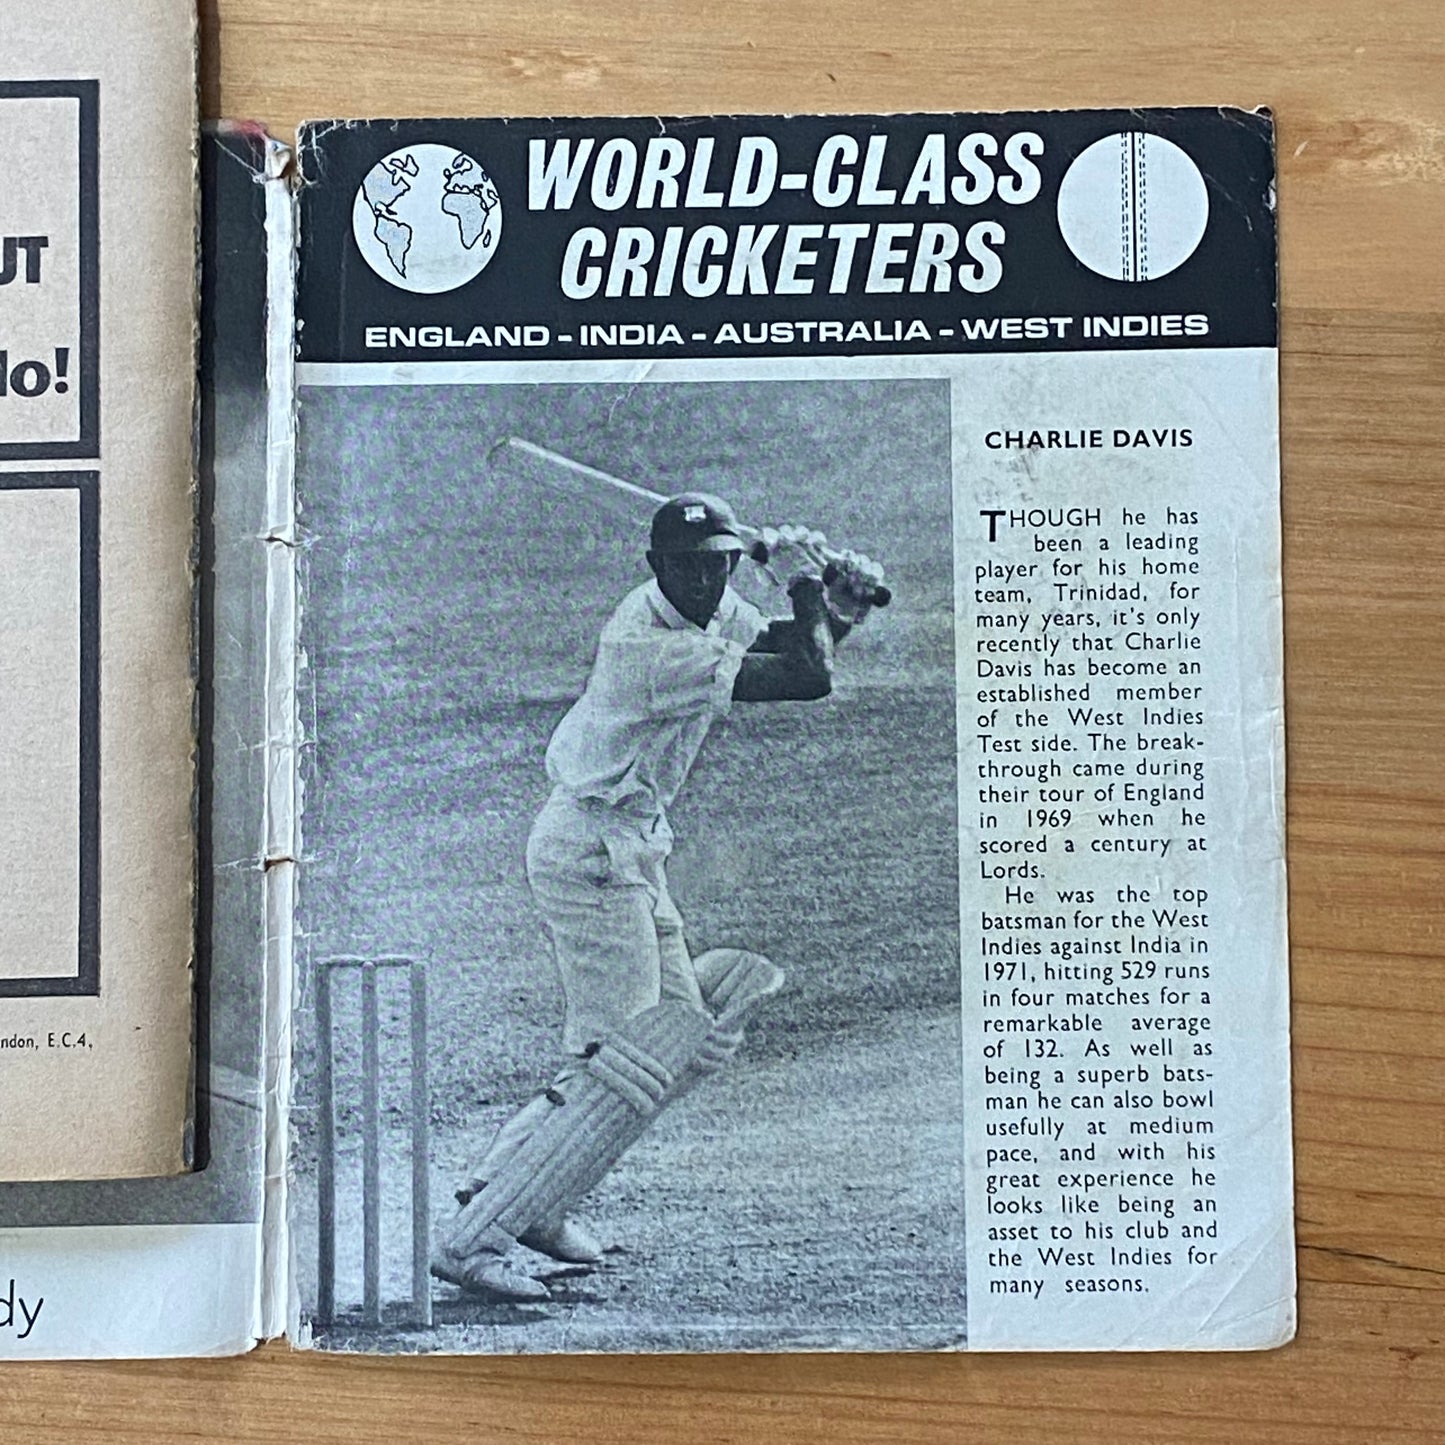 WORLD-CLASS
CRICKETERS
ENGLAND - INDIA - AUSTRALIA - WEST INDIES
CHARLIE DAVIS
THOUGH he has
been a leading
player for his home
team, Trinidad, for
many years, it's only
recently that Charlie
Davis has become an
established member
of the West Indies
Test side. The break-
through came during
their tour of England
in 1969 when he
scored a century at
Lords.
He was the top
batsman for the West
Indies against India in
1971, hitting 529 runs
in four matches for a
remarkable average
of 132. As well as
being a superb bats-
man he can also bowl
usefully at medium
pace, and with his
great experience he
looks like being an
asset to his club and
the West Indies for
many seasons.
E.C.4,